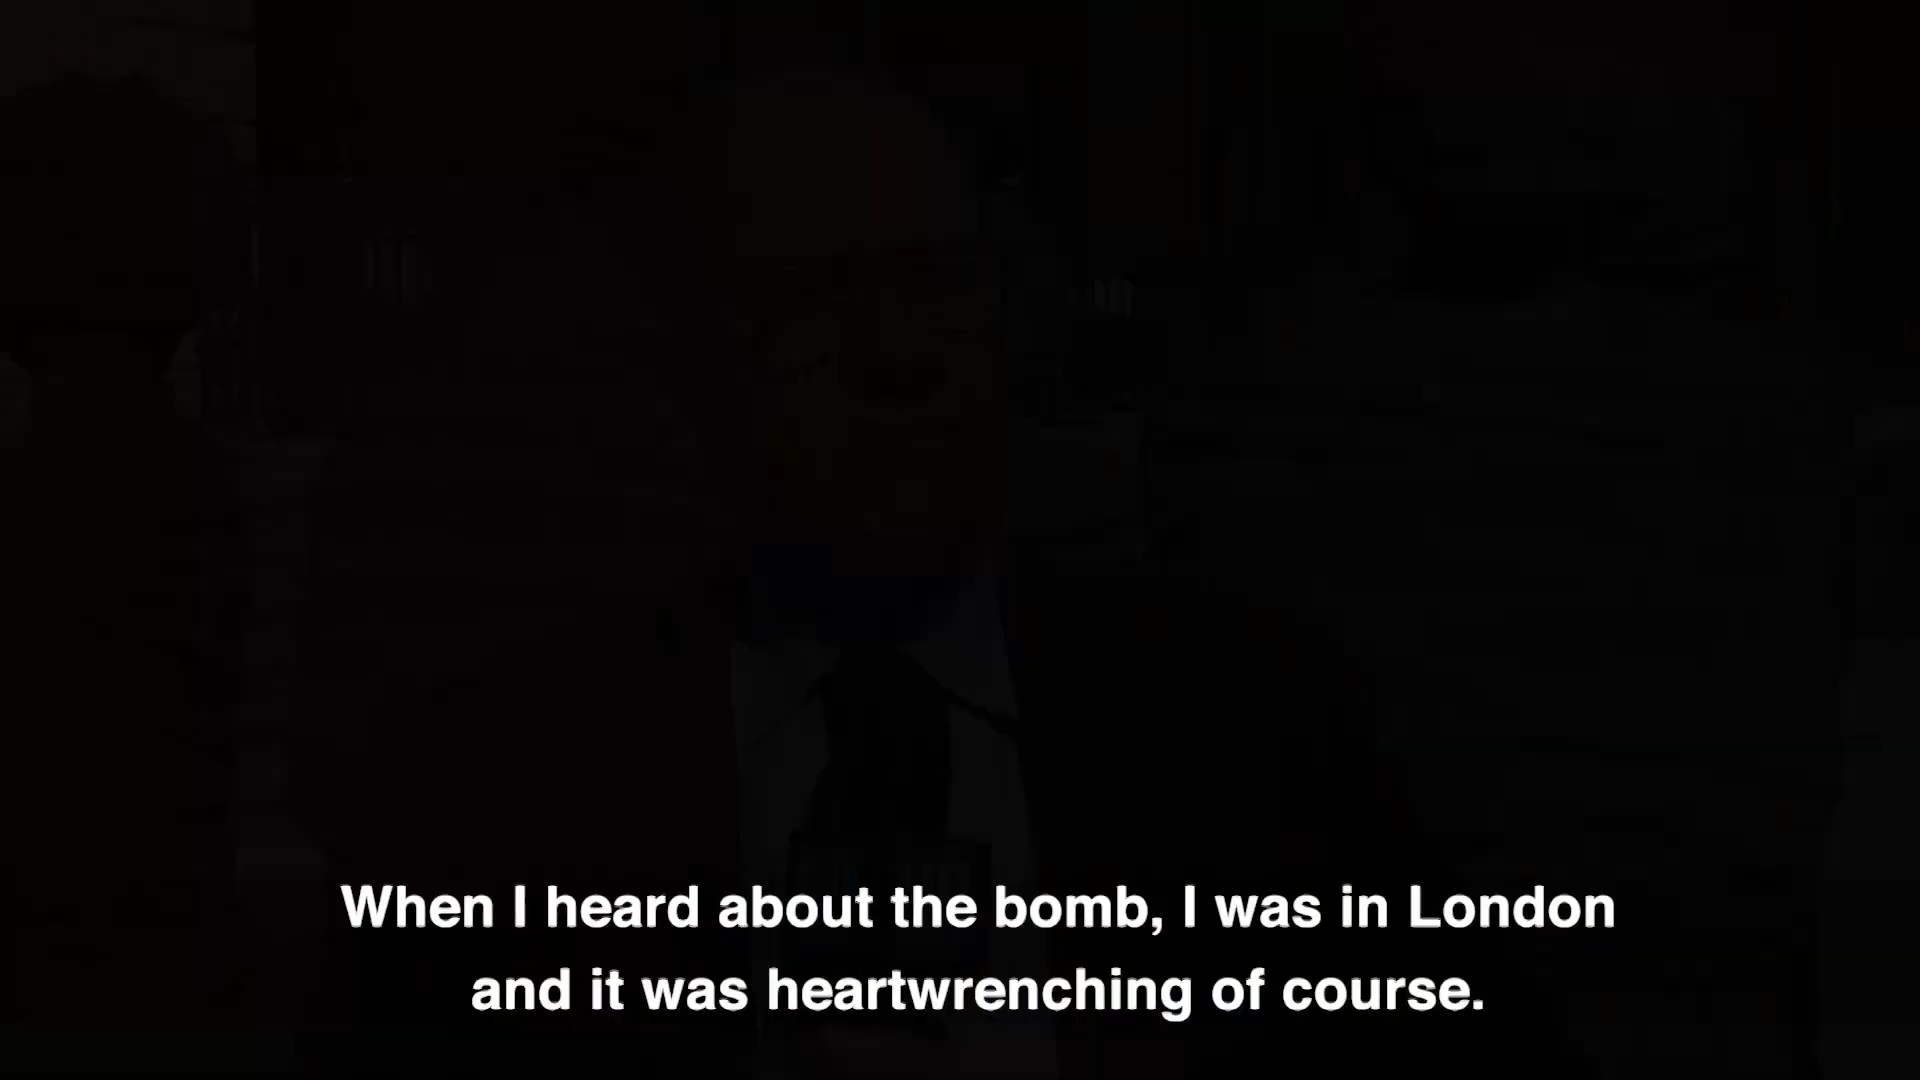 When I heard about the bomb, I was in London
and it was heartwrenching of course.